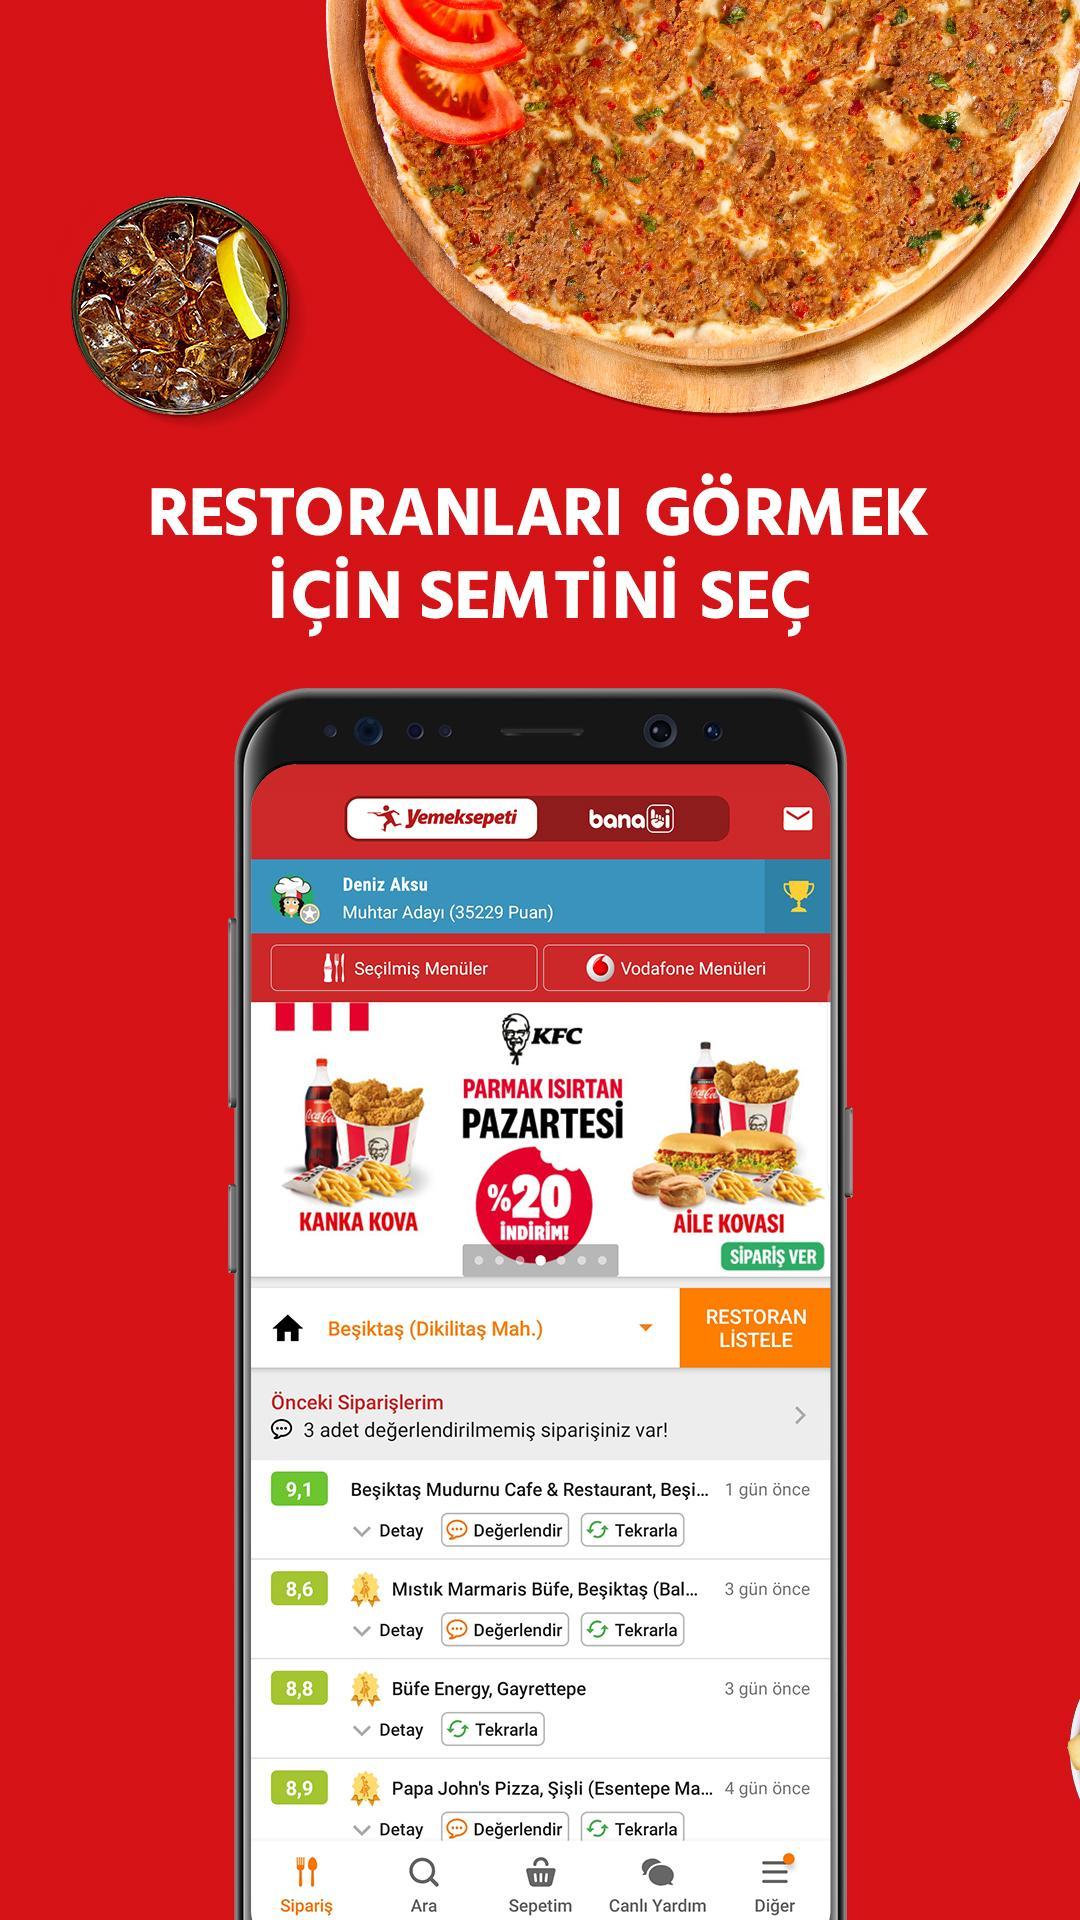 RESTORANLARI GÖRMEK
İÇİN SEMTİNİ SEÇ
Yemeksepeti
banabi
Deniz Aksu
Muhtar Adayı (35229 Puan)
Seçilmiş Menüler
Vodafone Menüleri
KFC
PARMAK ISIRTAN
PAZARTESİ
%20
İNDİRİM!
Coca-Cola
Coca-Cola
KANKA KOVA
AİLE KOVASI
SİPARİŞ VER
Beşiktaş (Dikilitaş Mah.)
RESTORAN
LİSTELE
Önceki Siparişlerim
3 adet değerlendirilmemiş siparişiniz var!
9,1 Beşiktaş Mudurnu Cafe & Restaurant, Beşi... 1 gün önce
Detay Değerlendir Tekrarla
8,6 Mıstık Marmaris Büfe, Beşiktaş (Bal... 3 gün önce
Detay Değerlendir Tekrarla
8,8 Büfe Energy, Gayrettepe 3 gün önce
Detay Tekrarla
8,9 Papa John's Pizza, Şişli (Esentepe Ma... 4 gün önce
Detay Değerlendir Tekrarla
Sipariş Ara Sepetim Canlı Yardım Diğer